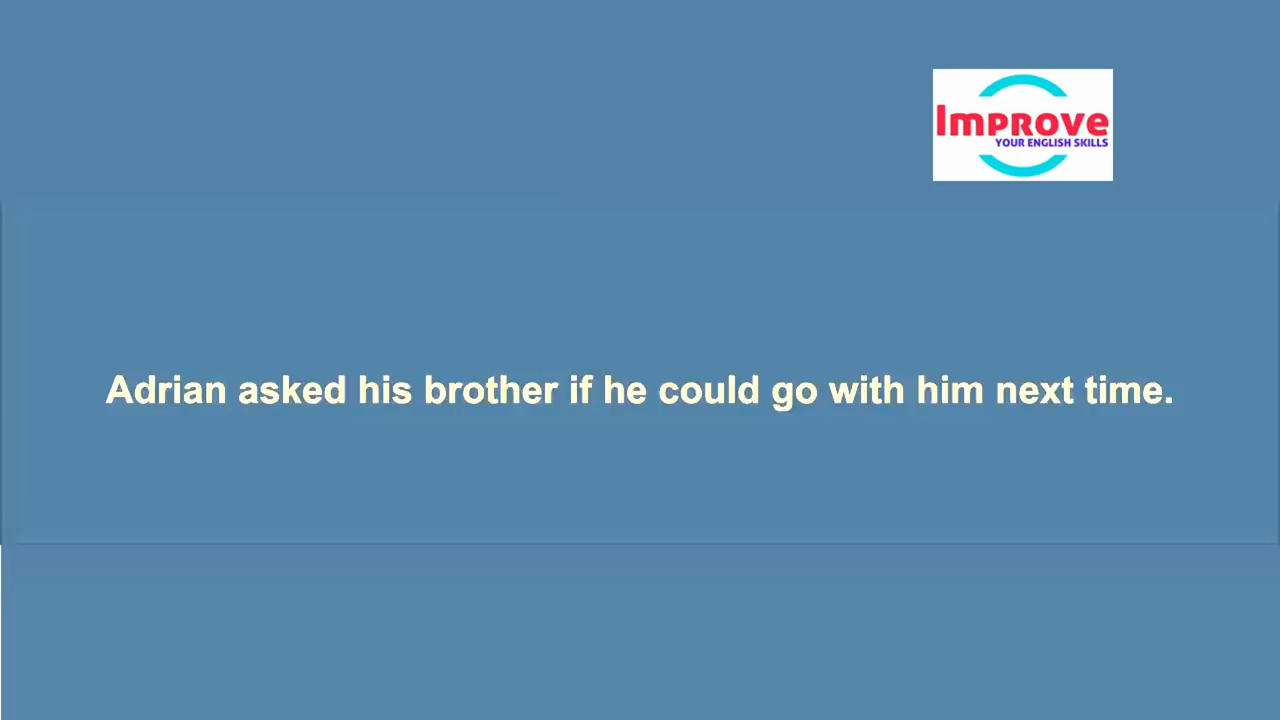 Improve
YOUR ENGLISH SKILLS
Adrian asked his brother if he could go with him next time.